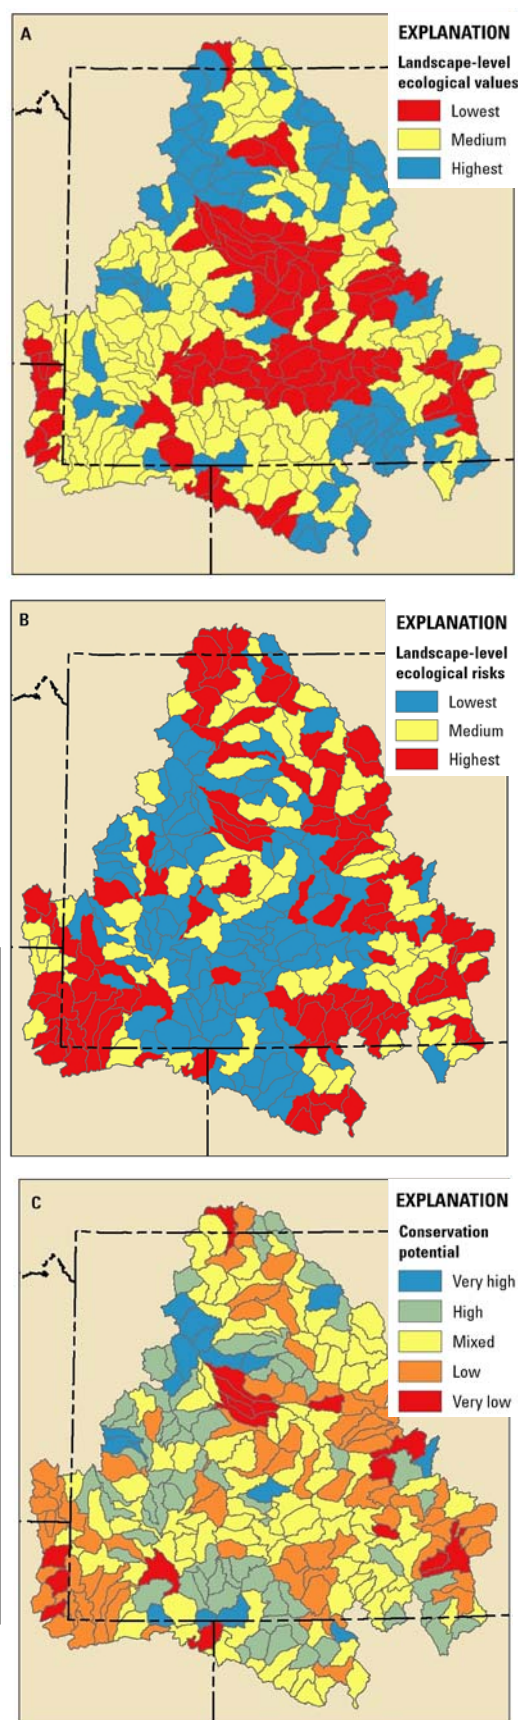 A
EXPLANATION
Landscape-level
ecological values
Lowest
Medium
Highest
B
EXPLANATION
Landscape-level
ecological risks
Lowest
Medium
Highest
C
EXPLANATION
Conservation
potential
Very high
High
Mixed
Low
Very low